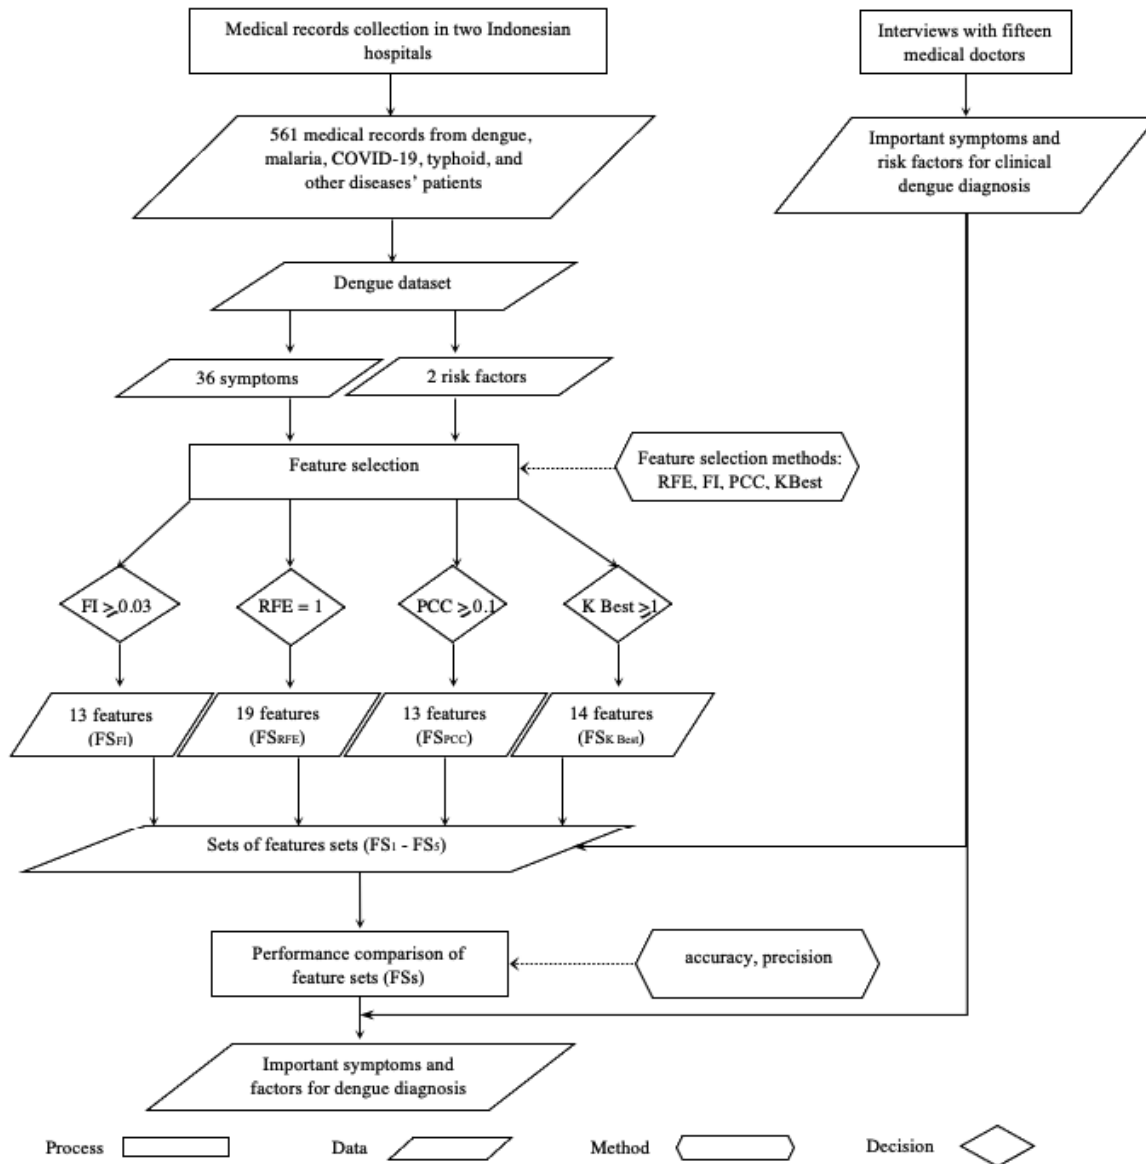 Medical records collection in two Indonesian
hospitals
Interviews with fifteen
medical doctors
561 medical records from dengue,
malaria, COVID-19, typhoid, and
other diseases' patients
Important symptoms and
risk factors for clinical
dengue diagnosis
Dengue dataset
36 symptoms
2 risk factors
Feature selection
Feature selection methods:
RFE, FI, PCC, KBest
FI ⩾0.03
RFE = 1
PCC ⩾0.1
K Best ⩾1
13 features
(FSFI)
19 features
(FSRFE)
13 features
(FSPCC)
14 features
(FSK Best)
Sets of features sets (FS1 - FS5)
Performance comparison of
feature sets (FSs)
accuracy, precision
Important symptoms and
factors for dengue diagnosis
Process
Data
Method
Decision